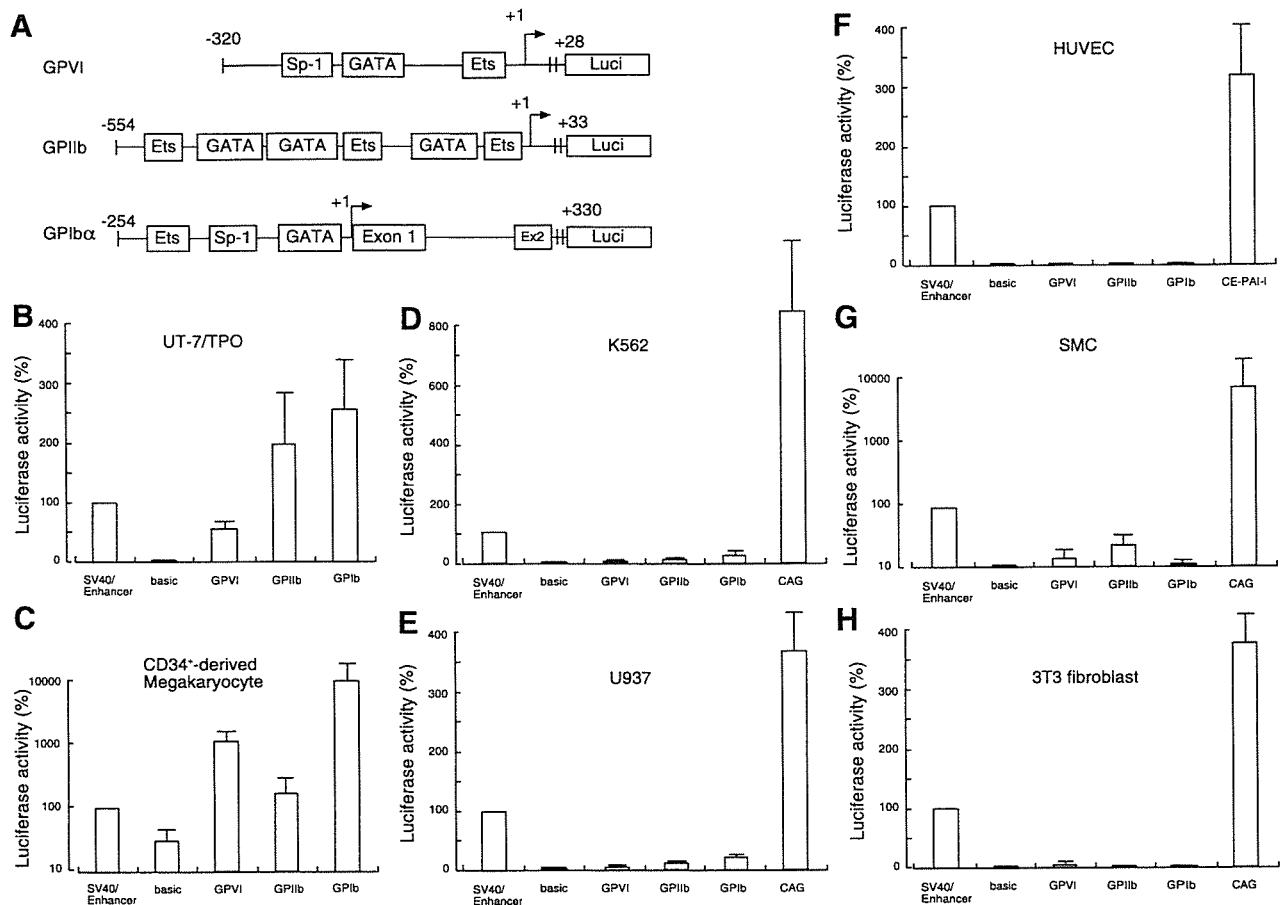 A
GPVI
-320
Sp-1
GATA
Ets
+1
+28
Luci
GPIIb
-554
Ets
GATA
GATA
Ets
GATA
Ets
+1
+33
Luci
GPIbα
-254
Ets
Sp-1
GATA
+1
Exon 1
Ex2
+330
Luci
B
UT-7/TPO
Luciferase activity (%)
400
300
200
100
0
SV40/
Enhancer
basic
GPVI
GPIIb
GPIb
C
CD34+-derived
Megakaryocyte
Luciferase activity (%)
10000
1000
100
10
SV40/
Enhancer
basic
GPVI
GPIIb
GPIb
D
K562
Luciferase activity (%)
800
600
400
200
100
0
SV40/
Enhancer
basic
GPVI
GPIIb
GPIb
CAG
E
U937
Luciferase activity (%)
400
300
200
100
0
SV40/
Enhancer
basic
GPVI
GPIIb
GPIb
CAG
F
HUVEC
Luciferase activity (%)
400
300
200
100
0
SV40/
Enhancer
basic
GPVI
GPIIb
GPIb
CE-PAI-I
G
SMC
Luciferase activity (%)
10000
1000
100
10
SV40/
Enhancer
basic
GPVI
GPIIb
GPIb
CAG
H
3T3 fibroblast
Luciferase activity (%)
400
300
200
100
0
SV40/
Enhancer
basic
GPVI
GPIIb
GPIb
CAG